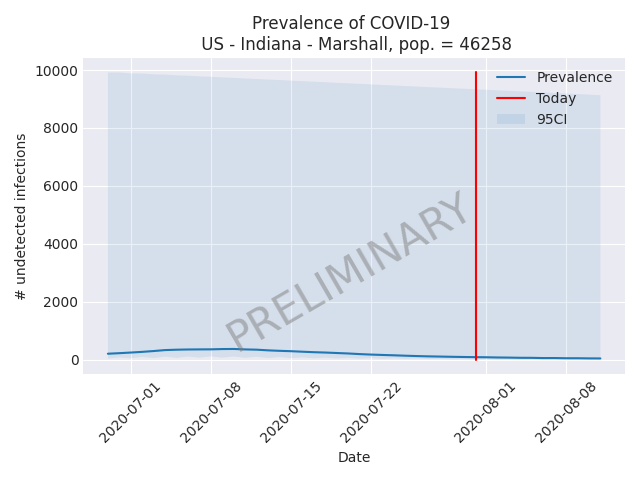 Prevalence of COVID-19
US - Indiana - Marshall, pop. = 46258
10000
8000
6000
4000
2000
0
# undetected infections
Prevalence
Today
95CI
PRELIMINARY
2020-07-01
2020-07-08
2020-07-15
2020-07-22
2020-08-01
2020-08-08
Date